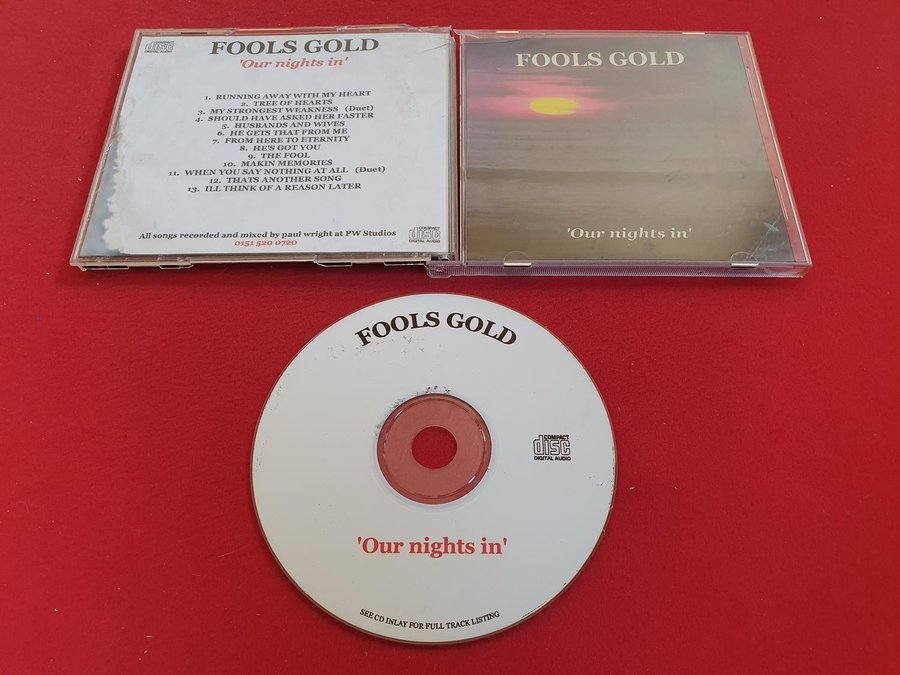 COMPACT
disc
DIGITAL AUDIO
FOOLS GOLD
'Our nights in'
1. RUNNING AWAY WITH MY HEART
2. TREE OF HEARTS
3. MY STRONGEST WEAKNESS (Duet)
4. SHOULD HAVE ASKED HER FASTER
5. HUSBANDS AND WIVES
6. HE GETS THAT FROM ME
7. FROM HERE TO ETERNITY
8. HE'S GOT YOU
9. THE FOOL
10. MAKIN MEMORIES
11. WHEN YOU SAY NOTHING AT ALL (Duet)
12. THATS ANOTHER SONG
13. ILL THINK OF A REASON LATER
All songs recorded and mixed by paul wright at PW Studios
0151 520 0720
COMPACT
disc
DIGITAL AUDIO
FOOLS GOLD
'Our nights in'
FOOLS GOLD
COMPACT
disc
DIGITAL AUDIO
'Our nights in'
SEE CD INLAY FOR FULL TRACK LISTING